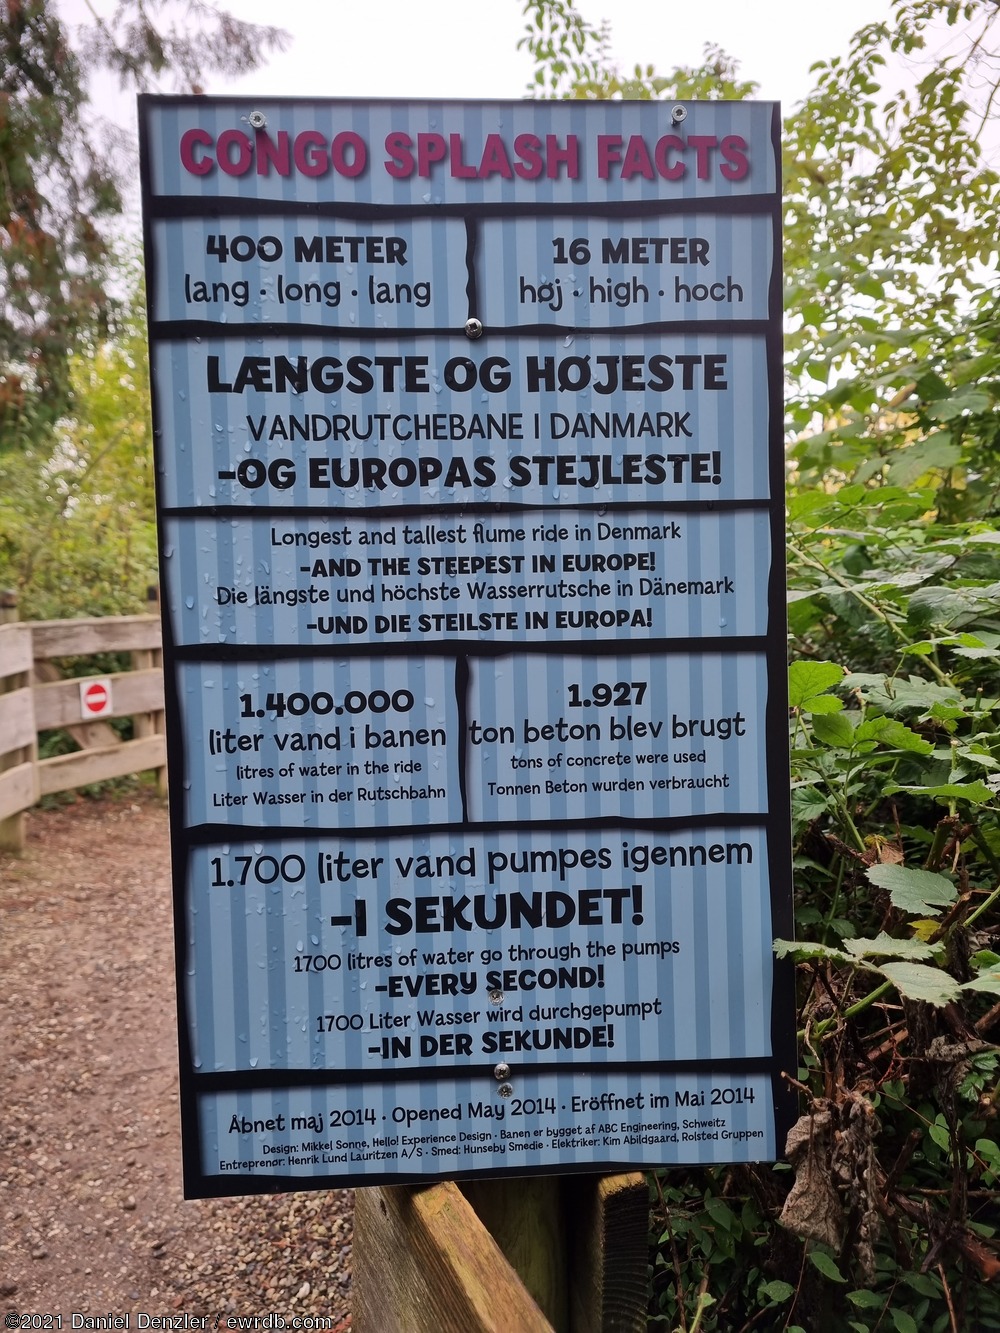 CONGO SPLASH FACTS
400 METER
lang · long · lang
16 METER
høj · high · hoch
LÆNGSTE OG HØJESTE
VANDRUTCHEBANE I DANMARK
-OG EUROPAS STEJLESTE!
Longest and tallest flume ride in Denmark
-AND THE STEEPEST IN EUROPE!
Die längste und höchste Wasserrutsche in Dänemark
-UND DIE STEILSTE IN EUROPA!
1.400.000
liter vand i banen
litres of water in the ride
Liter Wasser in der Rutschbahn
1.927
ton beton blev brugt
tons of concrete were used
Tonnen Beton wurden verbraucht
1.700 liter vand pumpes igennem
-I SEKUNDET!
1700 litres of water go through the pumps
-EVERY SECOND!
1700 Liter Wasser wird durchgepumpt
-IN DER SEKUNDE!
Åbnet maj 2014 · Opened May 2014 · Eröffnet im Mai 2014
Design: Mikkel Sonne, Hello! Experience Design · Banen er bygget af ABC Engineering, Schweitz
Entreprenør: Henrik Lund Lauritzen A/S · Smed: Hunseby Smedie · Elektriker: Kim Abildgaard, Rolsted Gruppen
©2021 Daniel Denzler / ewrdb.com